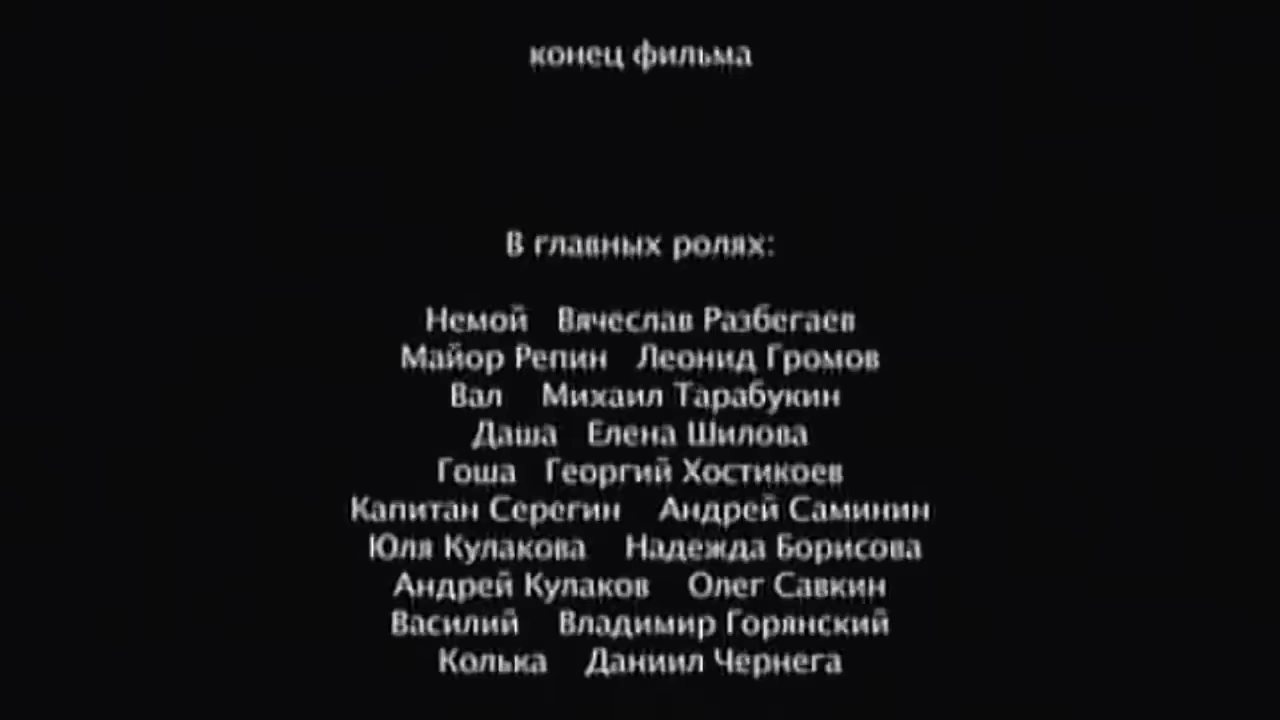 конец фильма
В главных ролях:
Немой Вячеслав Разбегаев
Майор Репин Леонид Громов
Вал Михаил Тарабукин
Даша Елена Шилова
Гоша Георгий Хостикоев
Капитан Серегин Андрей Саминин
Юля Кулакова Надежда Борисова
Андрей Кулаков Олег Савкин
Василий Владимир Горянский
Колька Даниил Чернега